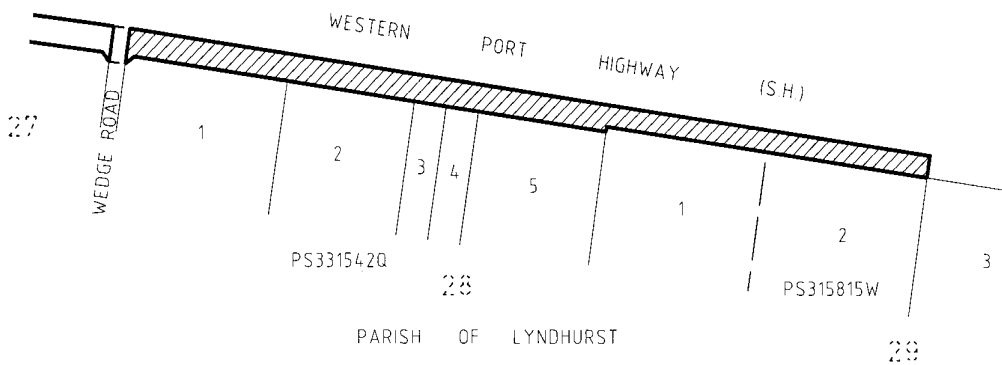 WESTERN PORT HIGHWAY (S.H.)
27
WEDGE ROAD
1
2
3
4
5
1
2
3
PS331542Q
28
PS315815W
PARISH OF LYNDHURST
29